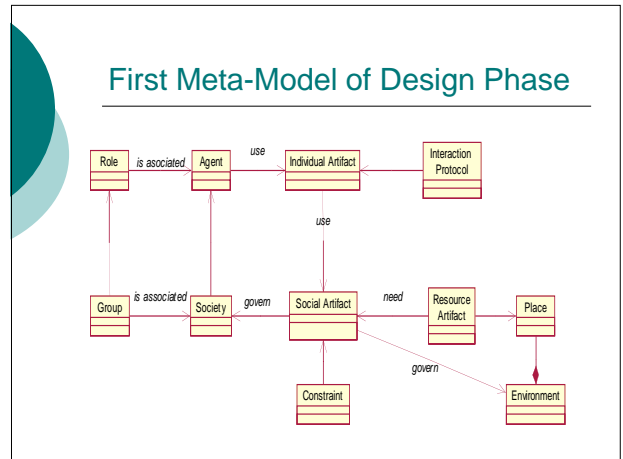 First Meta-Model of Design Phase
Role
is asociated
Agent
use
Individual Artifact
Interaction
Protocol
use
Group
is associated
Society
govern
Social Artifact
need
Resource
Artifact
Place
govern
Constraint
Environment